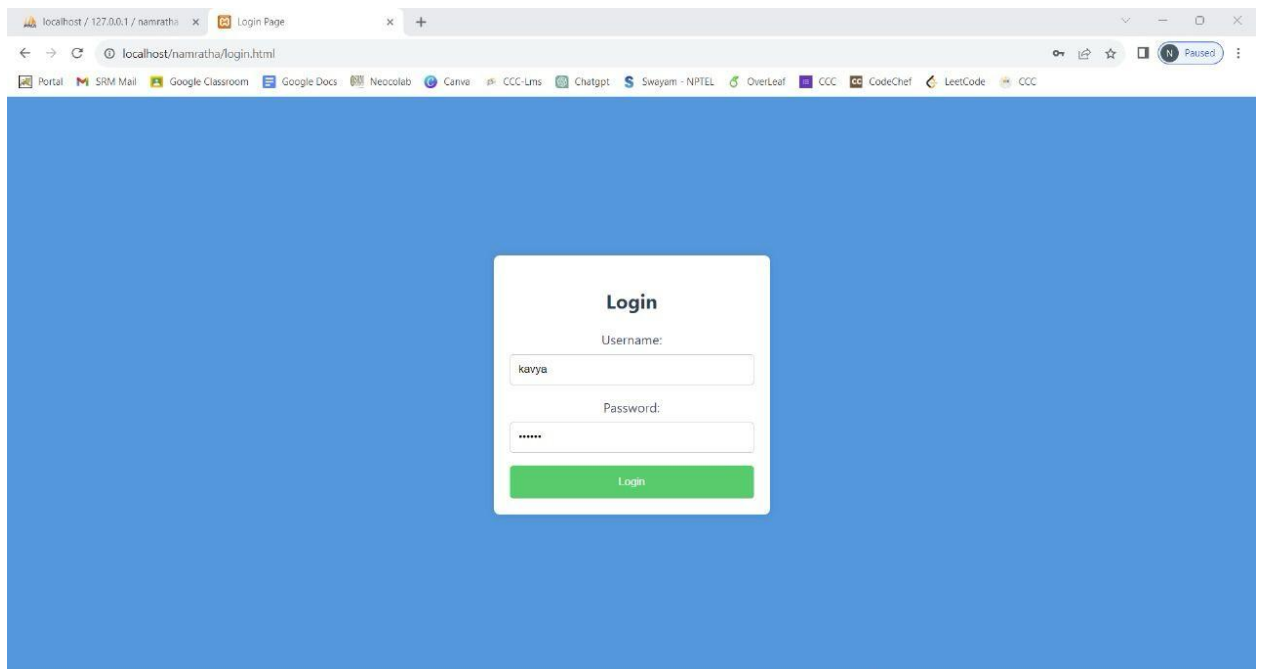 localhost / 127.0.0.1 / namratha
Login Page
localhost/namratha/login.html
N Paused
Portal SRM Mail Google Classroom Google Docs Neocolab Canva CCC-Lms Chatgpt Swayam - NPTEL OverLeaf CCC CodeChef LeetCode CCC
Login
Username:
kavya
Password:
••••••
Login